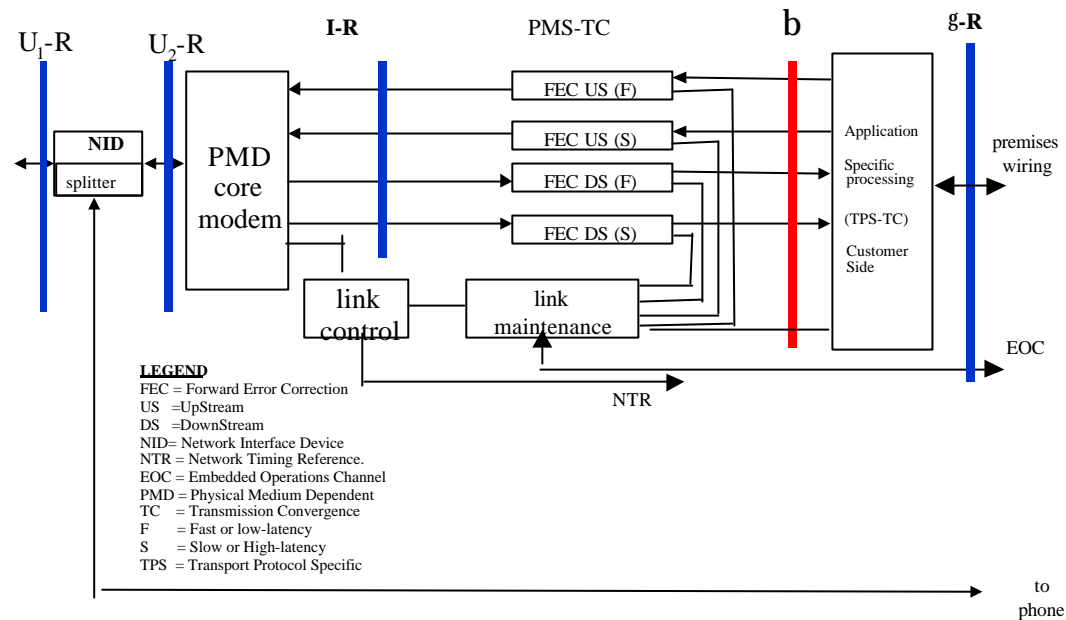 I-R
PMS-TC
b
g-R
U1-R
U2-R
NID
splitter
PMD
core
modem
FEC US (F)
FEC US (S)
FEC DS (F)
FEC DS (S)
Application
Specific
processing
(TPS-TC)
Customer
Side
premises
wiring
link
control
link
maintenance
EOC
NTR
LEGEND
FEC = Forward Error Correction
US =UpStream
DS =DownStream
NID= Network Interface Device
NTR = Network Timing Reference.
EOC = Embedded Operations Channel
PMD = Physical Medium Dependent
TC = Transmission Convergence
F = Fast or low-latency
S = Slow or High-latency
TPS = Transport Protocol Specific
to
phone